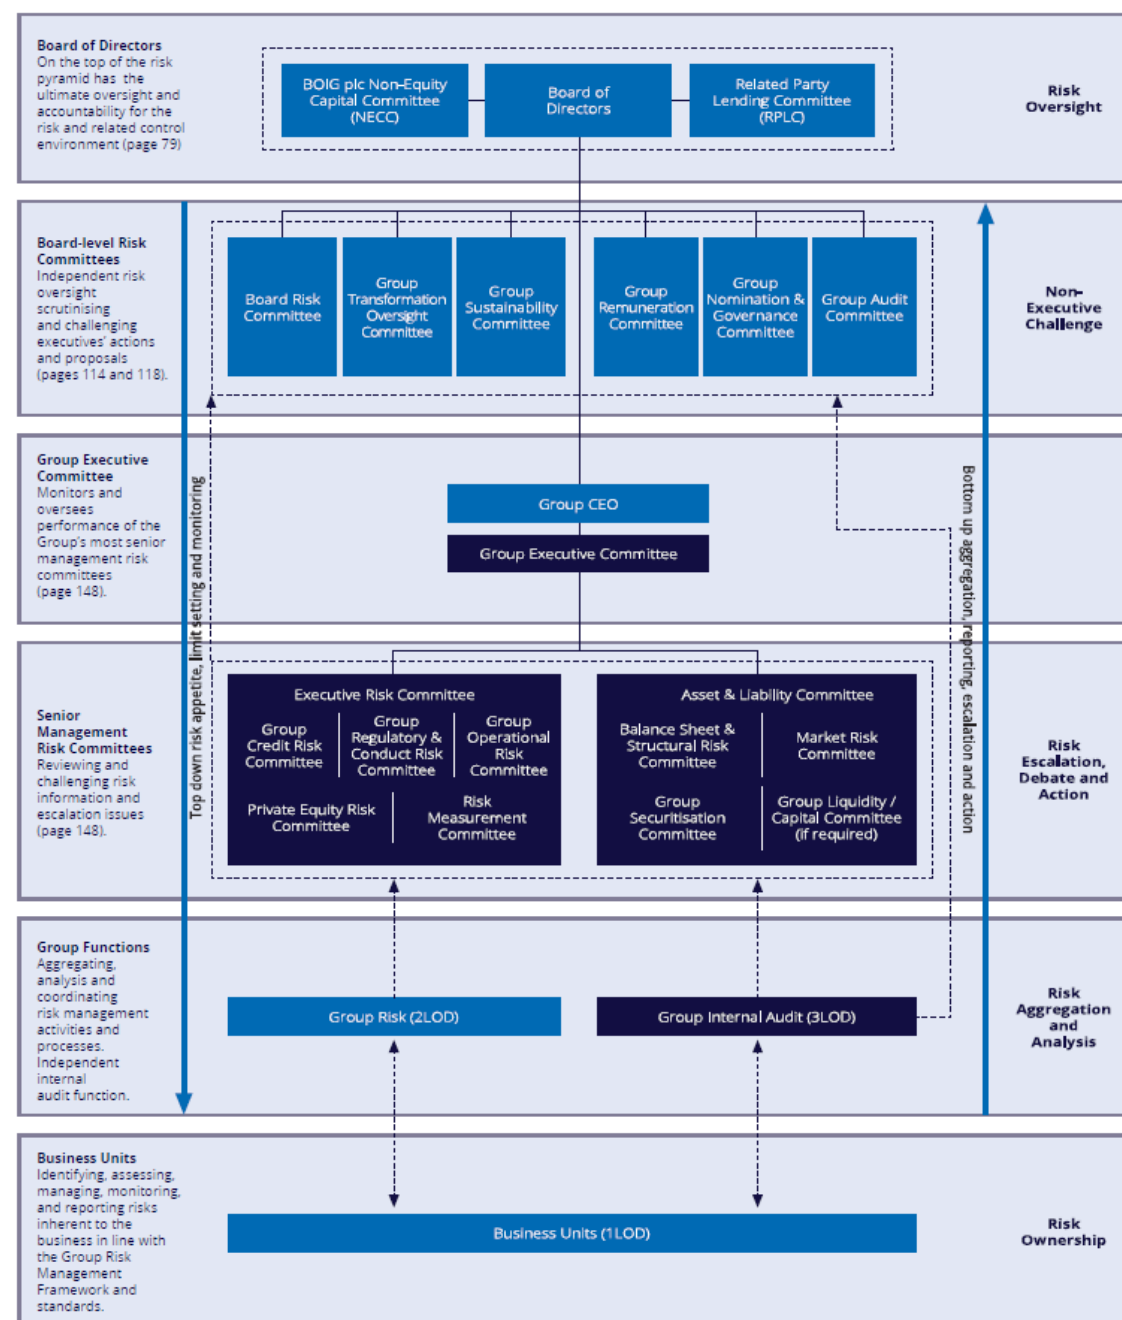 Board of Directors
On the top of the risk
pyramid has the
ultimate oversight and
accountability for the
risk and related control
environment (page 79)
BOIG plc Non-Equity
Capital Committee
(NECC)
Board of
Directors
Related Party
Lending Committee
(RPLC)
Risk
Oversight
Board-level Risk
Committees
Independent risk
oversight
scrutinising
and challenging
executives' actions
and proposals
(pages 114 and 118).
Board Risk
Committee
Group
Transformation
Oversight
Committee
Group
Sustainability
Committee
Group
Remuneration
Committee
Group
Nomination &
Governance
Committee
Group Audit
Committee
Non-
Executive
Challenge
Group Executive
Committee
Monitors and
oversees
performance of the
Group's most senior
management risk
committees
(page 148).
Top down risk appetite, limit setting and monitoring
Group CEO
Group Executive Committee
Bottom up aggregation, reporting, escalation and action
Senior
Management
Risk Committees
Reviewing and
challenging risk
information and
escalation issues
(page 148).
Executive Risk Committee
Group
Credit Risk
Committee
Group
Regulatory &
Conduct Risk
Committee
Group
Operational
Risk
Committee
Private Equity Risk
Committee
Risk
Measurement
Committee
Asset & Liability Committee
Balance Sheet &
Structural Risk
Committee
Market Risk
Committee
Group
Securitisation
Committee
Group Liquidity /
Capital Committee
(if required)
Risk
Escalation,
Debate and
Action
Group Functions
Aggregating,
analysis and
coordinating
risk management
activities and
processes.
Independent
internal
audit function.
Group Risk (2LOD)
Group Internal Audit (3LOD)
Risk
Aggregation
and
Analysis
Business Units
Identifying, assessing,
managing, monitoring,
and reporting risks
inherent to the
business in line with
the Group Risk
Management
Framework and
standards.
Business Units (1LOD)
Risk
Ownership